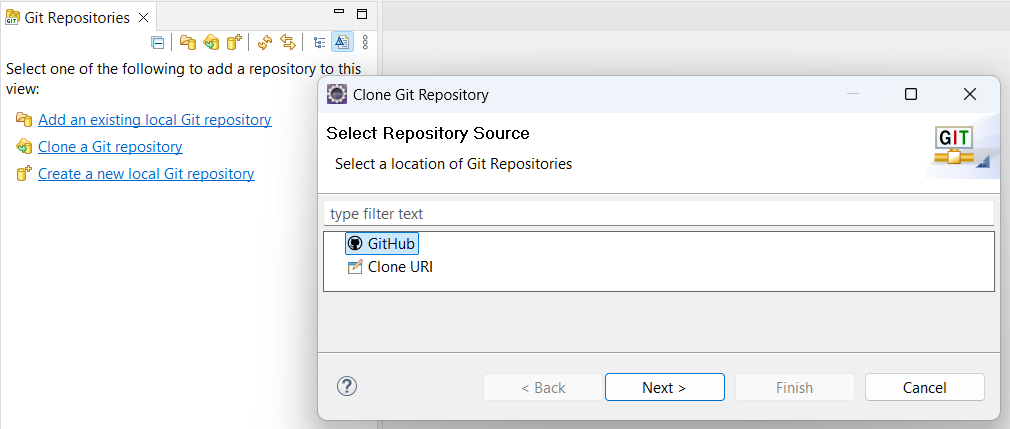 Git Repositories
Select one of the following to add a repository to this
view:
Add an existing local Git repository
Clone a Git repository
Create a new local Git repository
Clone Git Repository
Select Repository Source
Select a location of Git Repositories
GIT
type filter text
GitHub
Clone URI
< Back
Next >
Finish
Cancel